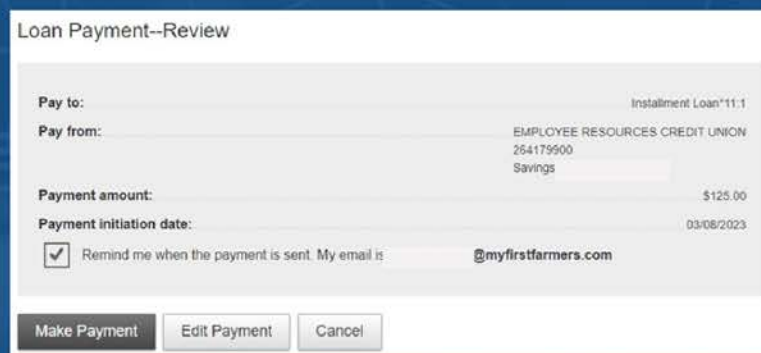 Loan Payment--Review
Pay to: Installment Loan*11:1
Pay from: EMPLOYEE RESOURCES CREDIT UNION
264179900
Savings
Payment amount: $125.00
Payment initiation date: 03/08/2023
Remind me when the payment is sent. My email is @myfirstfarmers.com
Make Payment Edit Payment Cancel